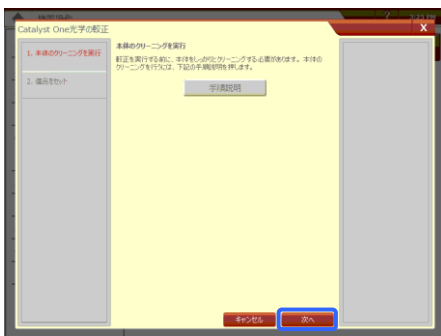 Catalyst One光学の較正
X
1. 本体のクリーニングを実行
2. 備品をセット
本体のクリーニングを実行
較正を実行する前に、本体をしっかりとクリーニングする必要があります。本体の
クリーニングを行うには、下記の手順説明を押します。
手順説明
キャンセル
次へ